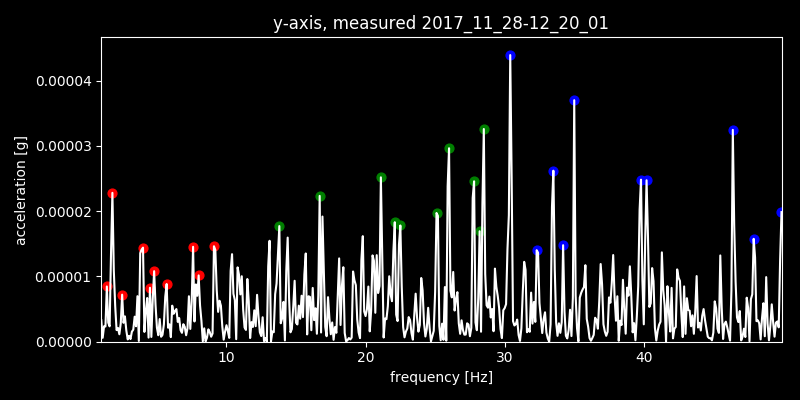 y-axis, measured 2017_11_28-12_20_01
0.00004
0.00003
0.00002
0.00001
0.00000
acceleration [g]
10 20 30 40
frequency [Hz]